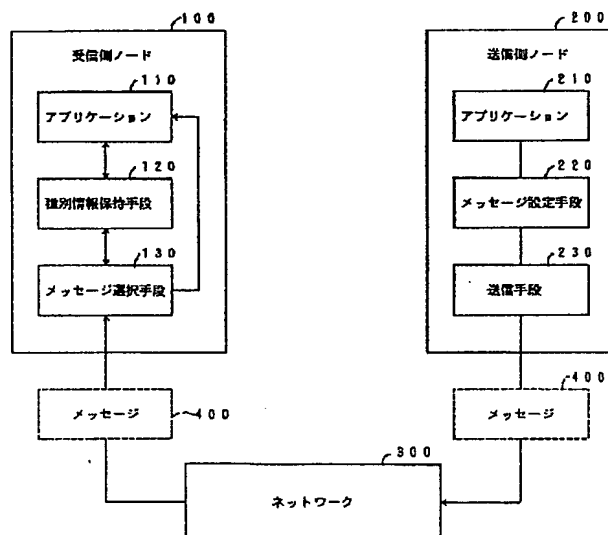 100
200
受信側ノード
送信側ノード
110
210
アプリケーション
アプリケーション
120
220
種別情報保持手段
メッセージ設定手段
130
230
メッセージ選択手段
送信手段
メッセージ
400
メッセージ
400
300
ネットワーク